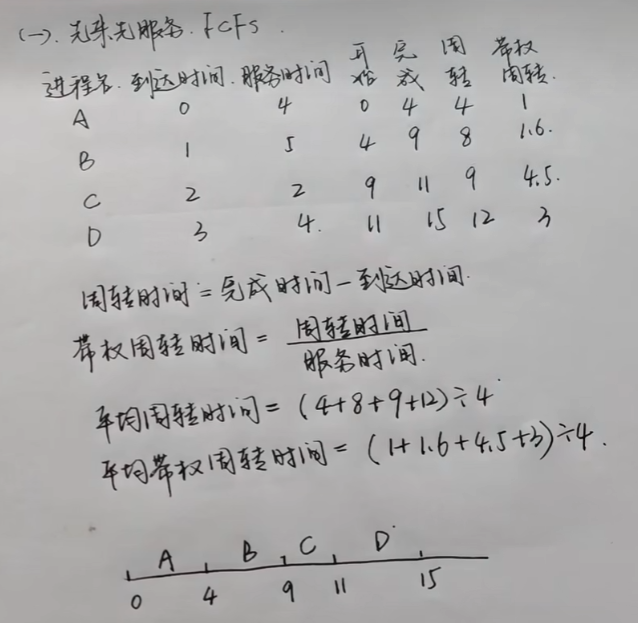 (一).先来先服务.FCFS.
进程名.到达时间.服务时间 开始 完成 周转 带权周转.
A 0 4 0 4 4 1
B 1 5 4 9 8 1.6.
C 2 2 9 11 9 4.5.
D 3 4. 11 15 12 3
周转时间=完成时间-到达时间.
带权周转时间=周转时间/服务时间.
平均周转时间=(4+8+9+12)÷4
平均带权周转时间=(1+1.6+4.5+3)÷4.
A B C D
0 4 9 11 15